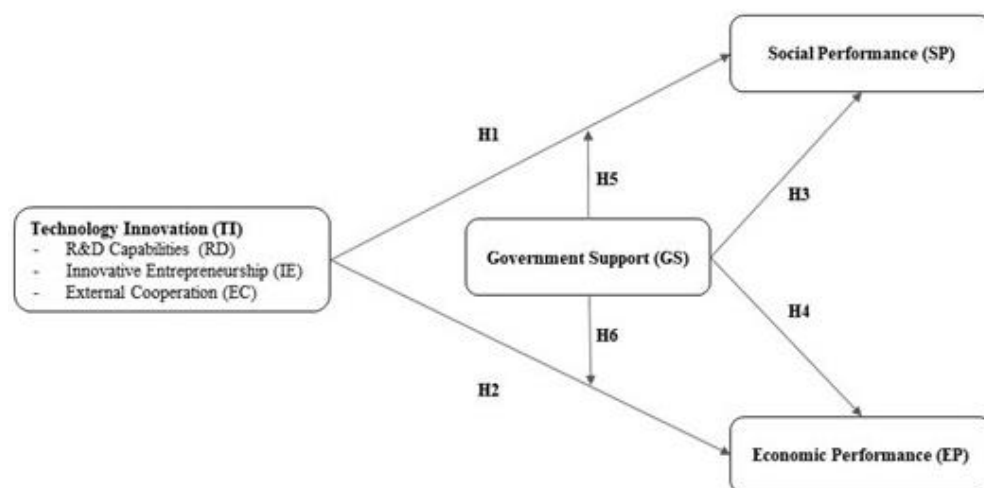 Social Performance (SP)
H1
H5
H3
Technology Innovation (TI)
- R&D Capabilities (RD)
- Innovative Entrepreneurship (IE)
- External Cooperation (EC)
Government Support (GS)
H6
H4
H2
Economic Performance (EP)